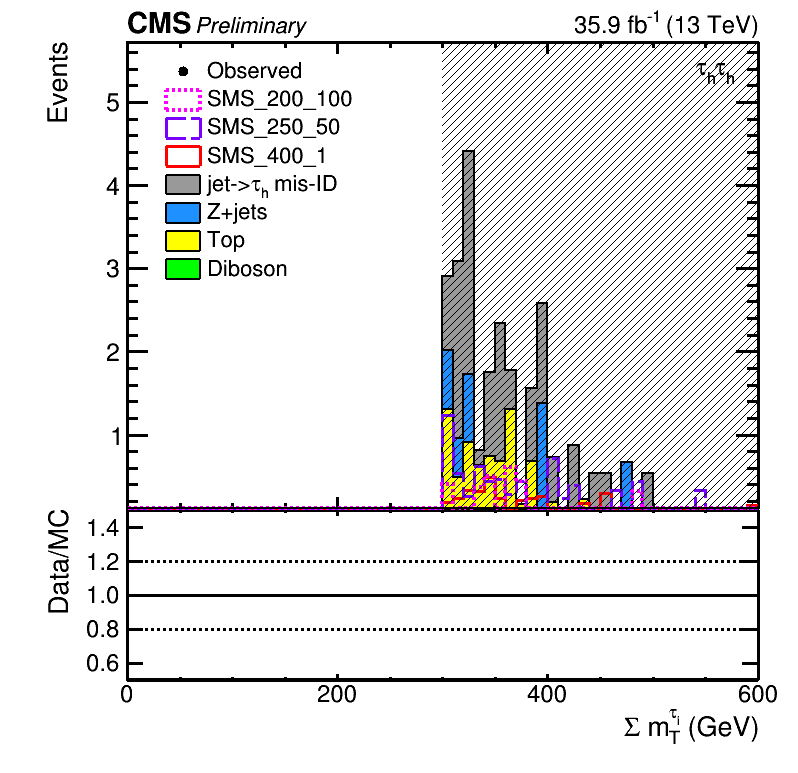 CMS Preliminary 35.9 fb⁻¹ (13 TeV)
Events
τhτh
Observed
SMS_200_100
SMS_250_50
SMS_400_1
jet->τh mis-ID
Z+jets
Top
Diboson
5
4
3
2
1
Data/MC
1.4
1.2
1.0
0.8
0.6
0 200 400 600
Σ mTτi (GeV)